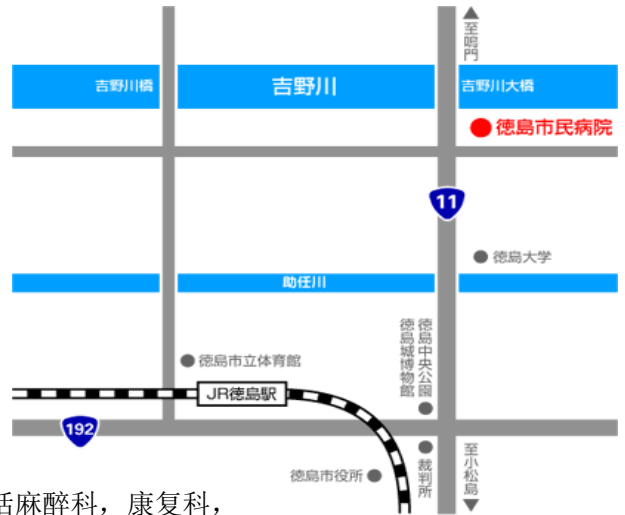 至鳴門
吉野川橋
吉野川
吉野川大橋
徳島市民病院
11
徳島大学
助任川
徳島中央公園
徳島城博物館
徳島市立体育館
JR徳島駅
192
徳島市役所
裁判所
至小松島
括麻醉科，康复科，